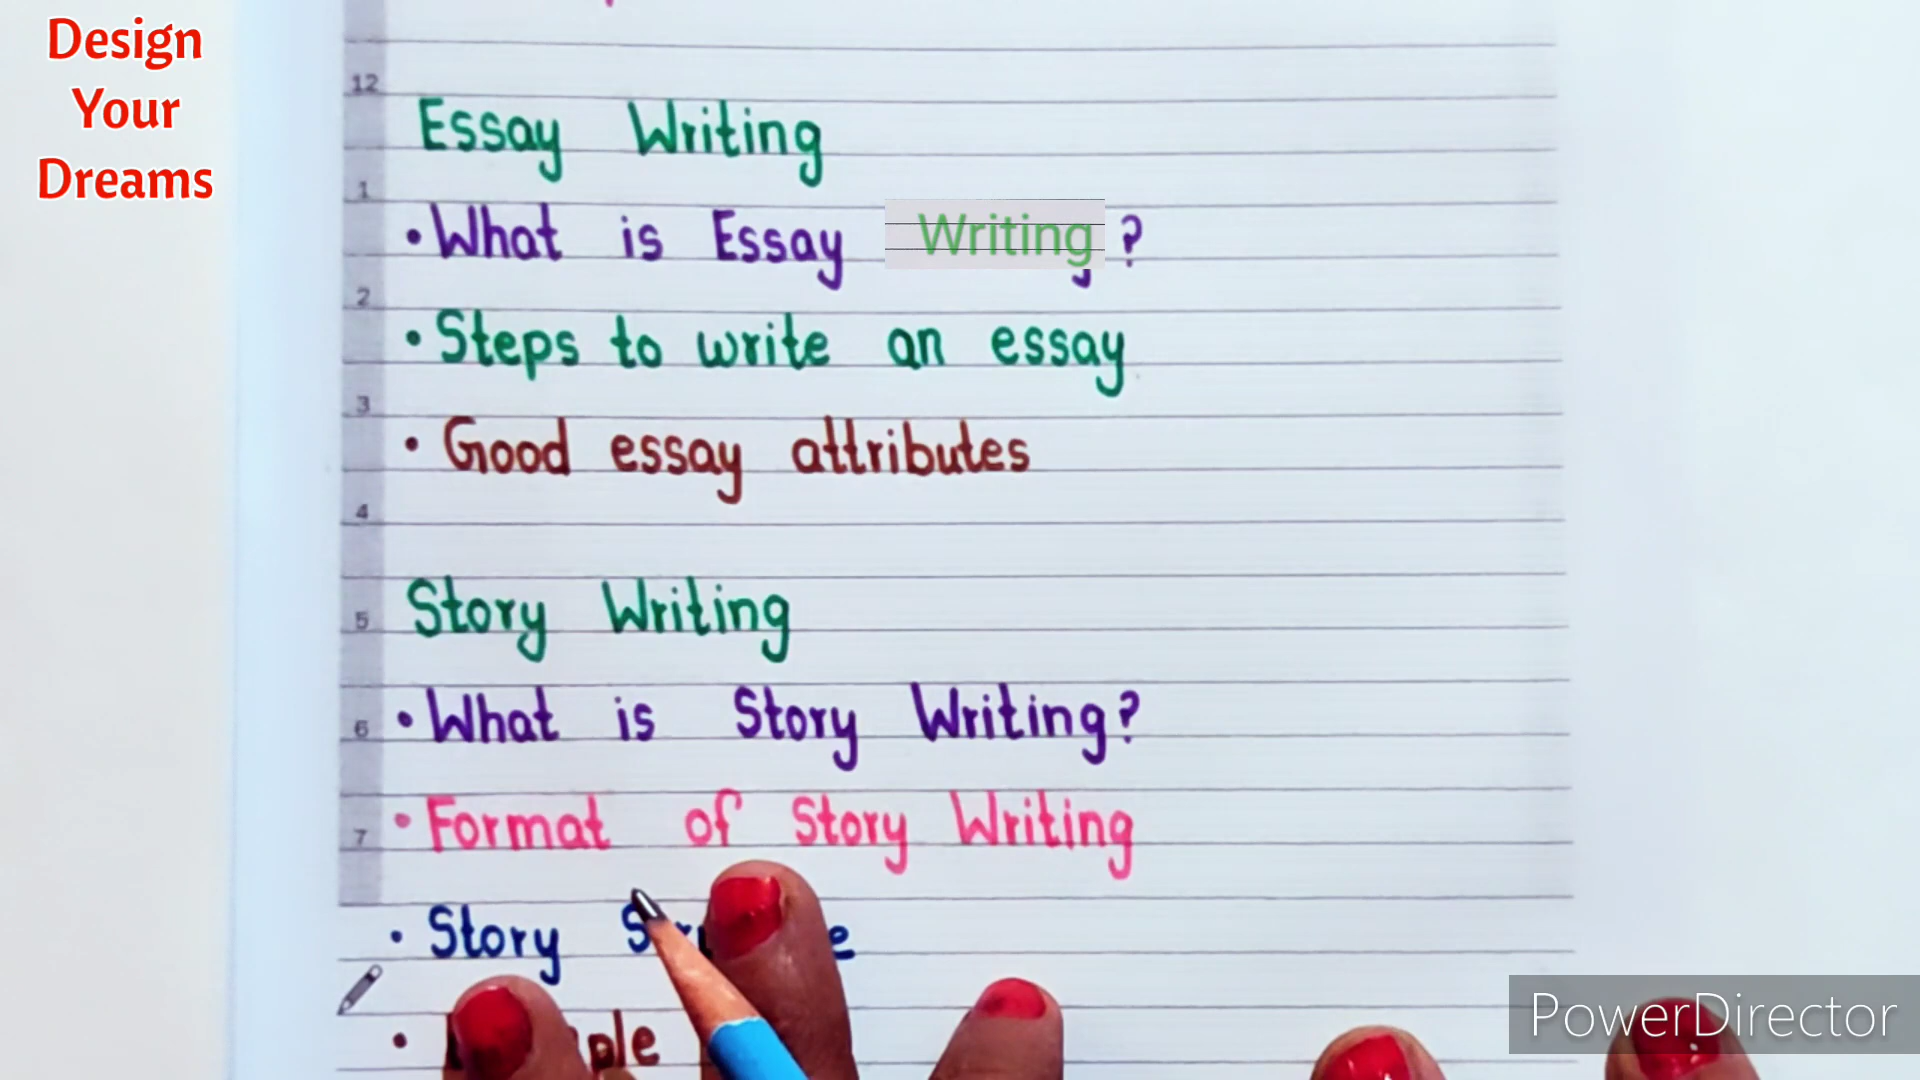 Design
Your
Dreams
12
Essay Writing
1
•What is Essay Writing ?
2
•Steps to write an essay
3
• Good essay attributes
4
Story Writing
5
•What is Story Writing?
6
•Format of Story Writing
7
• Story
PowerDirector